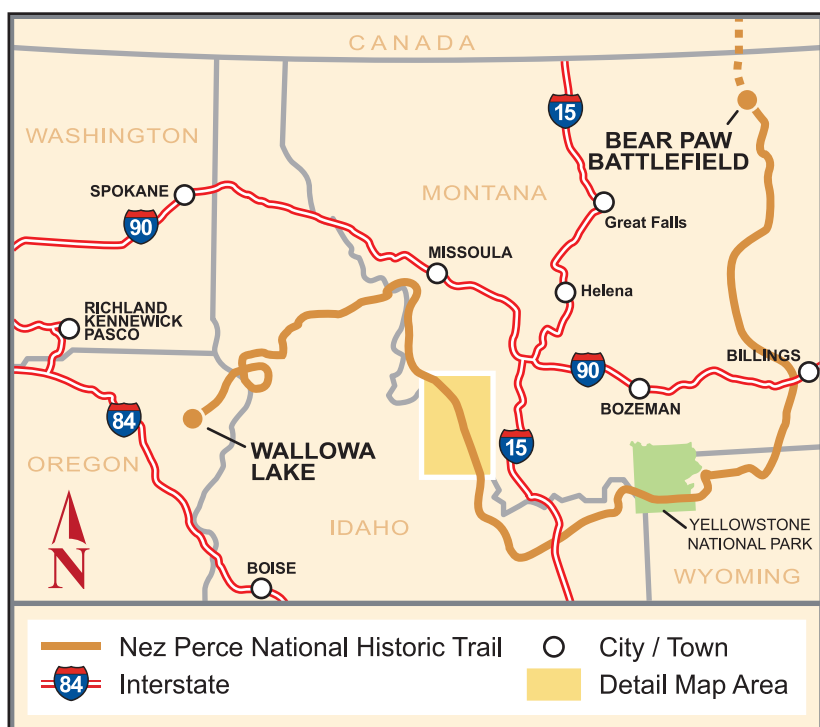 CANADA
WASHINGTON
15
BEAR PAW
BATTLEFIELD
SPOKANE
MONTANA
90
Great Falls
MISSOULA
RICHLAND
KENNEWICK
PASCO
Helena
BILLINGS
90
BOZEMAN
84
WALLOWA
LAKE
15
OREGON
N
IDAHO
YELLOWSTONE
NATIONAL PARK
BOISE
WYOMING
Nez Perce National Historic Trail
City / Town
84
Interstate
Detail Map Area